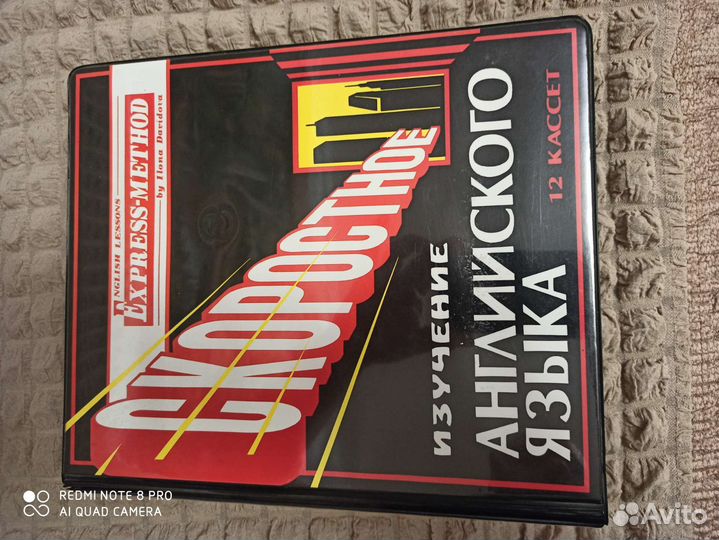 ENGLISH LESSONS
EXPRESS-METHOD
by Ilona Davidova
СКОРОСТНОЕ
ИЗУЧЕНИЕ
АНГЛИЙСКОГО
ЯЗЫКА
12 КАССЕТ
REDMI NOTE 8 PRO
AI QUAD CAMERA
Avito